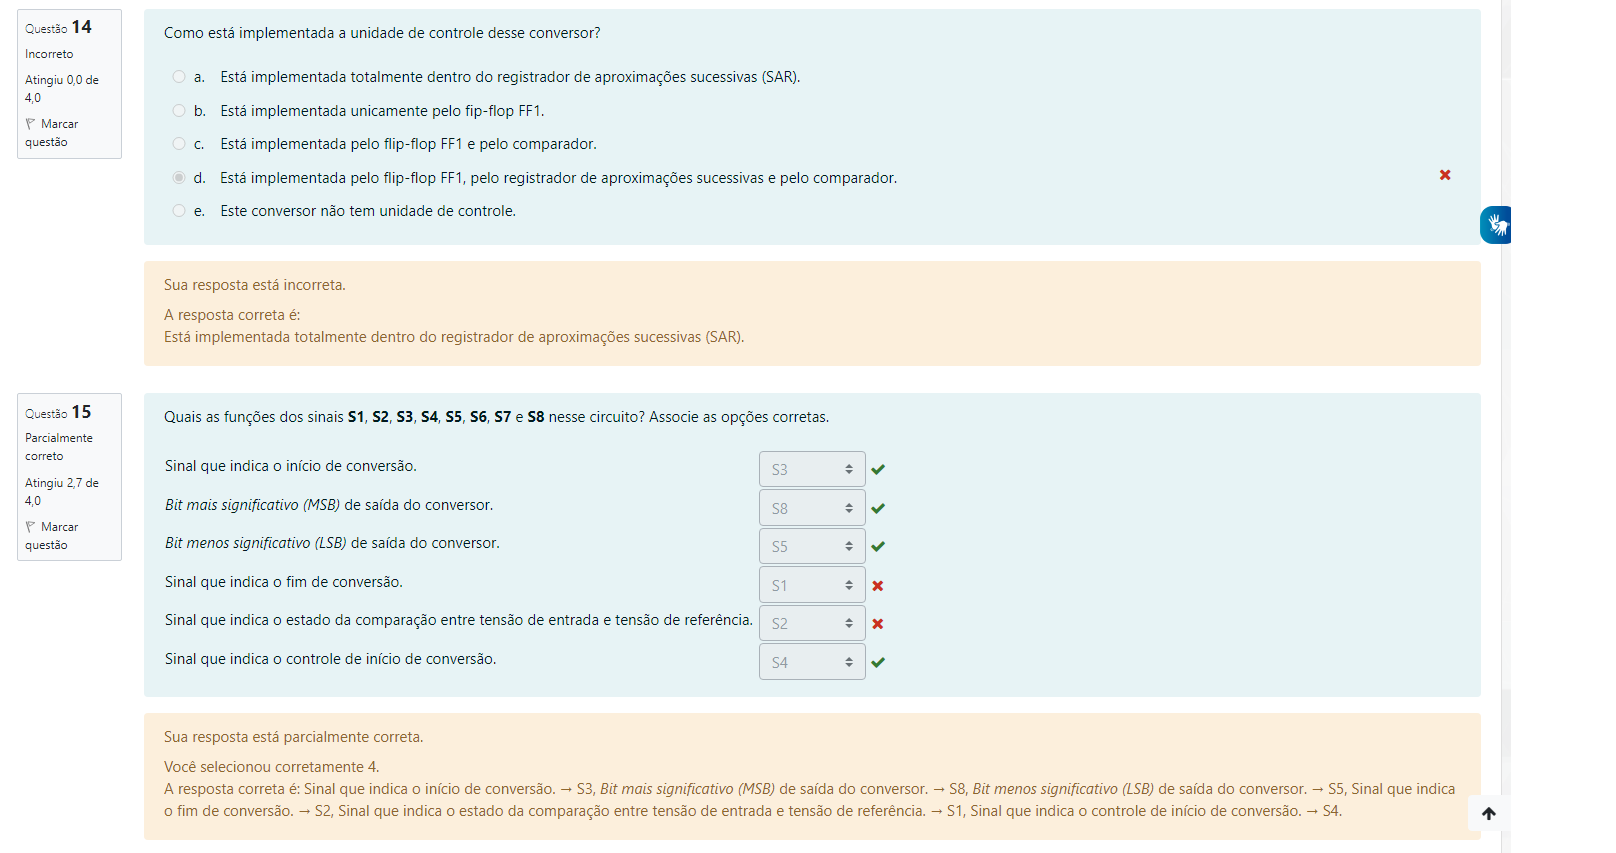 Questão 14
Incorreto
Atingiu 0,0 de
4,0
Marcar
questão
Como está implementada a unidade de controle desse conversor?
a. Está implementada totalmente dentro do registrador de aproximações sucessivas (SAR).
b. Está implementada unicamente pelo fip-flop FF1.
c. Está implementada pelo flip-flop FF1 e pelo comparador.
d. Está implementada pelo flip-flop FF1, pelo registrador de aproximações sucessivas e pelo comparador.
e. Este conversor não tem unidade de controle.
Sua resposta está incorreta.
A resposta correta é:
Está implementada totalmente dentro do registrador de aproximações sucessivas (SAR).
Questão 15
Parcialmente
correto
Atingiu 2,7 de
4,0
Marcar
questão
Quais as funções dos sinais S1, S2, S3, S4, S5, S6, S7 e S8 nesse circuito? Associe as opções corretas.
Sinal que indica o início de conversão. S3
Bit mais significativo (MSB) de saída do conversor. S8
Bit menos significativo (LSB) de saída do conversor. S5
Sinal que indica o fim de conversão. S1
Sinal que indica o estado da comparação entre tensão de entrada e tensão de referência. S2
Sinal que indica o controle de início de conversão. S4
Sua resposta está parcialmente correta.
Você selecionou corretamente 4.
A resposta correta é: Sinal que indica o início de conversão. → S3, Bit mais significativo (MSB) de saída do conversor. → S8, Bit menos significativo (LSB) de saída do conversor. → S5, Sinal que indica
o fim de conversão. → S2, Sinal que indica o estado da comparação entre tensão de entrada e tensão de referência. → S1, Sinal que indica o controle de início de conversão. → S4.